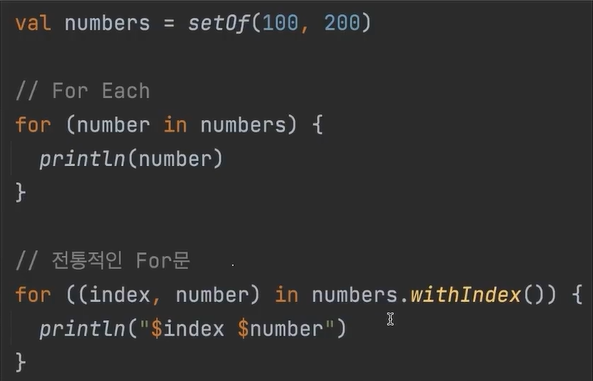 val numbers = setOf(100, 200)
// For Each
for (number in numbers) {
println(number)
}
// 전통적인 For문
for ((index, number) in numbers.withIndex()) {
println("$index $number")
}